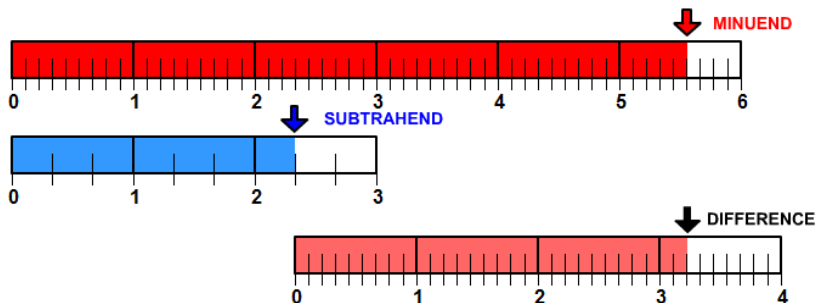 MINUEND
0 1 2 3 4 5 6
SUBTRAHEND
0 1 2 3
DIFFERENCE
0 1 2 3 4